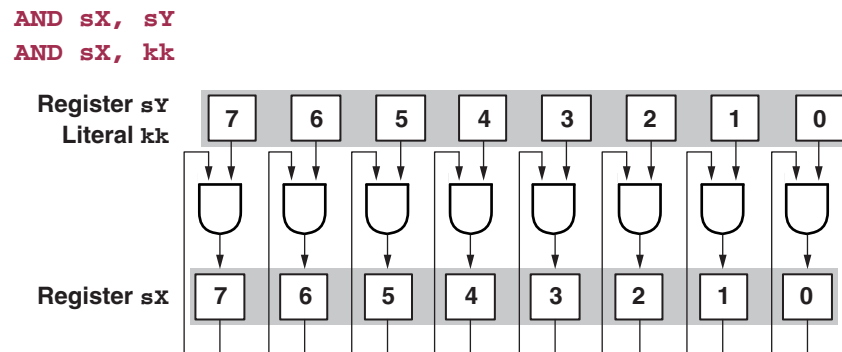 AND sX, sY
AND sX, kk
Register sY
Literal kk
7 6 5 4 3 2 1 0
Register sX
7 6 5 4 3 2 1 0